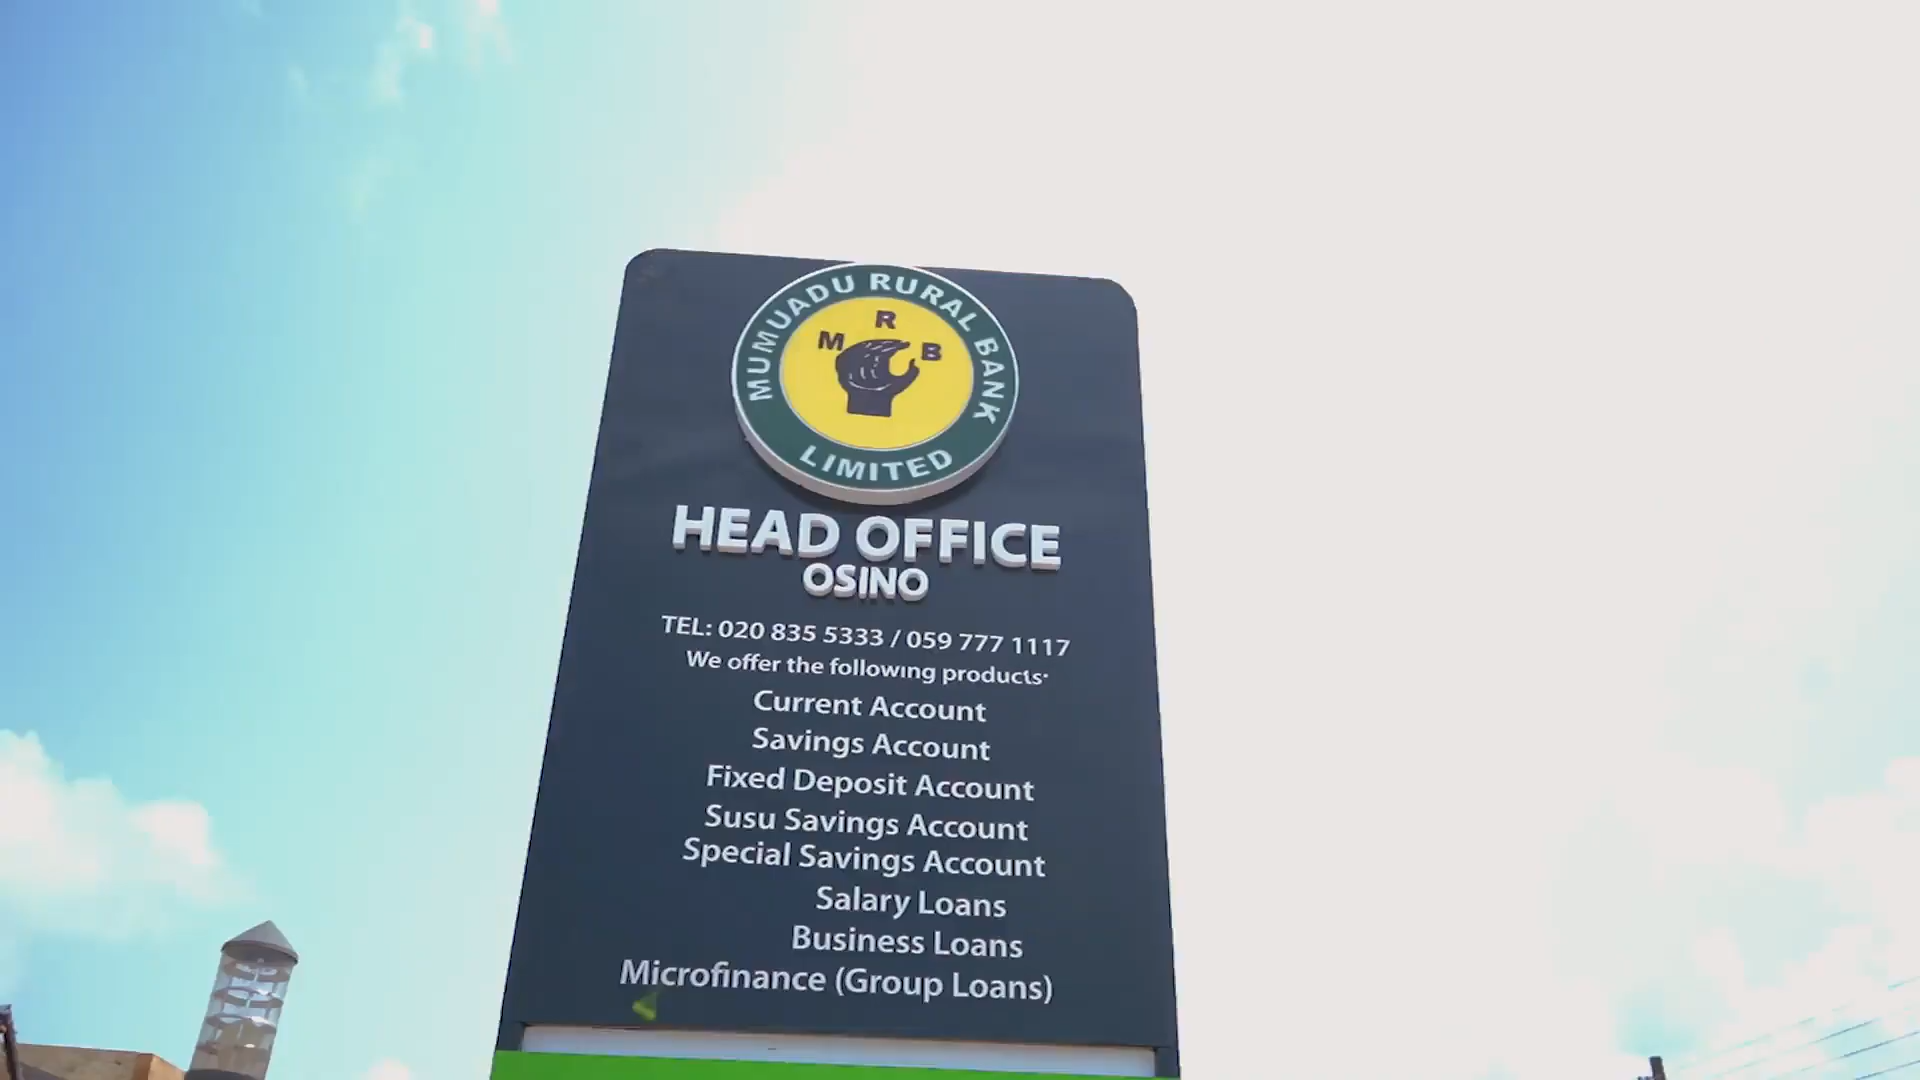 MUMUADU RURAL BANK
M R B
LIMITED
HEAD OFFICE
OSINO
TEL: 020 835 5333 / 059 777 1117
We offer the following products:
Current Account
Savings Account
Fixed Deposit Account
Susu Savings Account
Special Savings Account
Salary Loans
Business Loans
Microfinance (Group Loans)